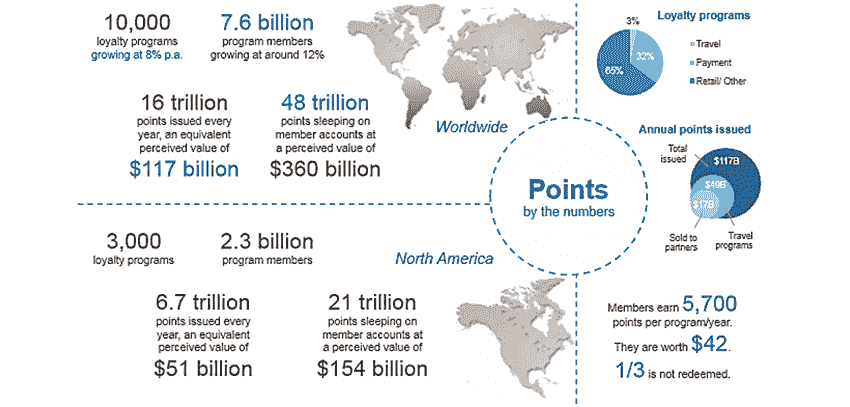 10,000
loyalty programs
growing at 8% p.a.
7.6 billion
program members
growing at around 12%
16 trillion
points issued every
year, an equivalent
perceived value of
$117 billion
48 trillion
points sleeping on
member accounts at
a perceived value of
$360 billion
Worldwide
Loyalty programs
3%
32%
65%
Travel
Payment
Retail/ Other
Annual points issued
Total
issued
$117B
$49B
$17B
Sold to
partners
Travel
programs
Points
by the numbers
3,000
loyalty programs
2.3 billion
program members
North America
6.7 trillion
points issued every
year, an equivalent
perceived value of
$51 billion
21 trillion
points sleeping on
member accounts at
a perceived value of
$154 billion
Members earn 5,700
points per program/year.
They are worth $42.
1/3 is not redeemed.